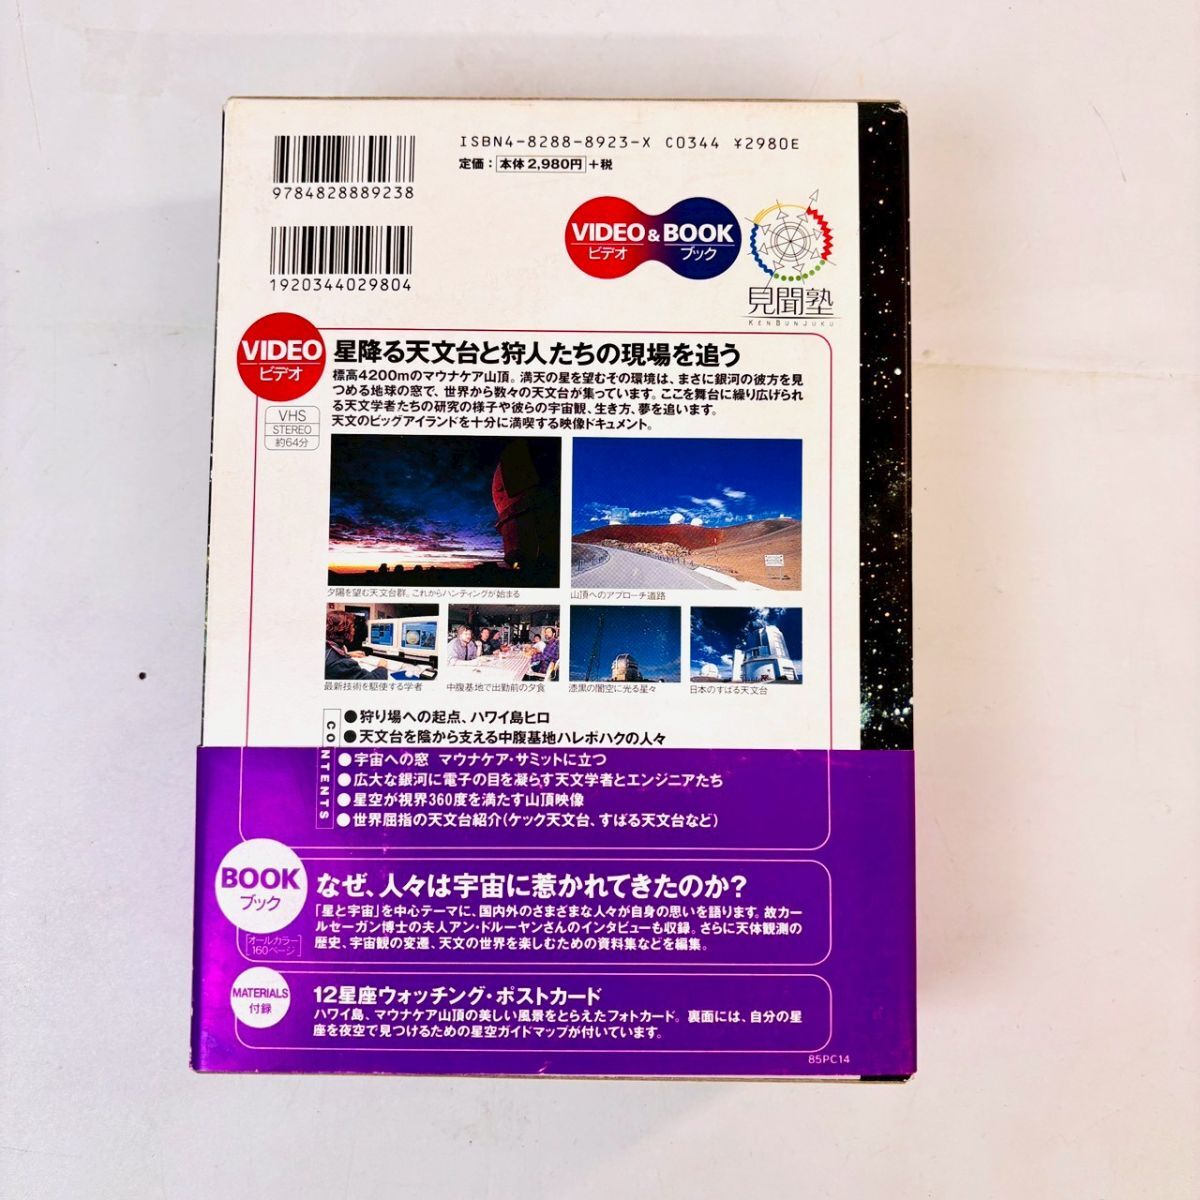 ISBN4-8288-8923-X C0344 ¥2980E
定価：本体2,980円+税
9784828889238
1920344029804
VIDEO & BOOK
ビデオ ブック
見聞塾
KENBUNJUKU
VIDEO
ビデオ
VHS
STEREO
約64分
星降る天文台と狩人たちの現場を追う
標高4200mのマウナケア山頂。満天の星を望むその環境は、まさに銀河の彼方を見
つめる地球の窓で、世界から数々の天文台が集っています。ここを舞台に繰り広げられ
る天文学者たちの研究の様子や彼らの宇宙観、生き方、夢を追います。
天文のビッグアイランドを十分に満喫する映像ドキュメント。
夕陽を望む天文台群。これからハンティングが始まる
山頂へのアプローチ道路
最新技術を駆使する学者
中腹基地で出勤前の夕食
漆黒の闇空に光る星々
日本のすばる天文台
CONTENTS
●狩り場への起点、ハワイ島ヒロ
●天文台を陰から支える中腹基地ハレポハクの人々
●宇宙への窓 マウナケア・サミットに立つ
●広大な銀河に電子の目を凝らす天文学者とエンジニアたち
●星空が視界360度を満たす山頂映像
●世界屈指の天文台紹介(ケック天文台、すばる天文台など)
BOOK
ブック
オールカラー
160ページ
なぜ、人々は宇宙に惹かれてきたのか?
「星と宇宙」を中心テーマに、国内外のさまざまな人々が自身の思いを語ります。故カー
ルセーガン博士の夫人アン・ドルーヤンさんのインタビューも収録。さらに天体観測の
歴史、宇宙観の変遷、天文の世界を楽しむための資料集などを編集。
MATERIALS
付録
12星座ウォッチング・ポストカード
ハワイ島、マウナケア山頂の美しい風景をとらえたフォトカード。裏面には、自分の星
座を夜空で見つけるための星空ガイドマップが付いています。
85PC14